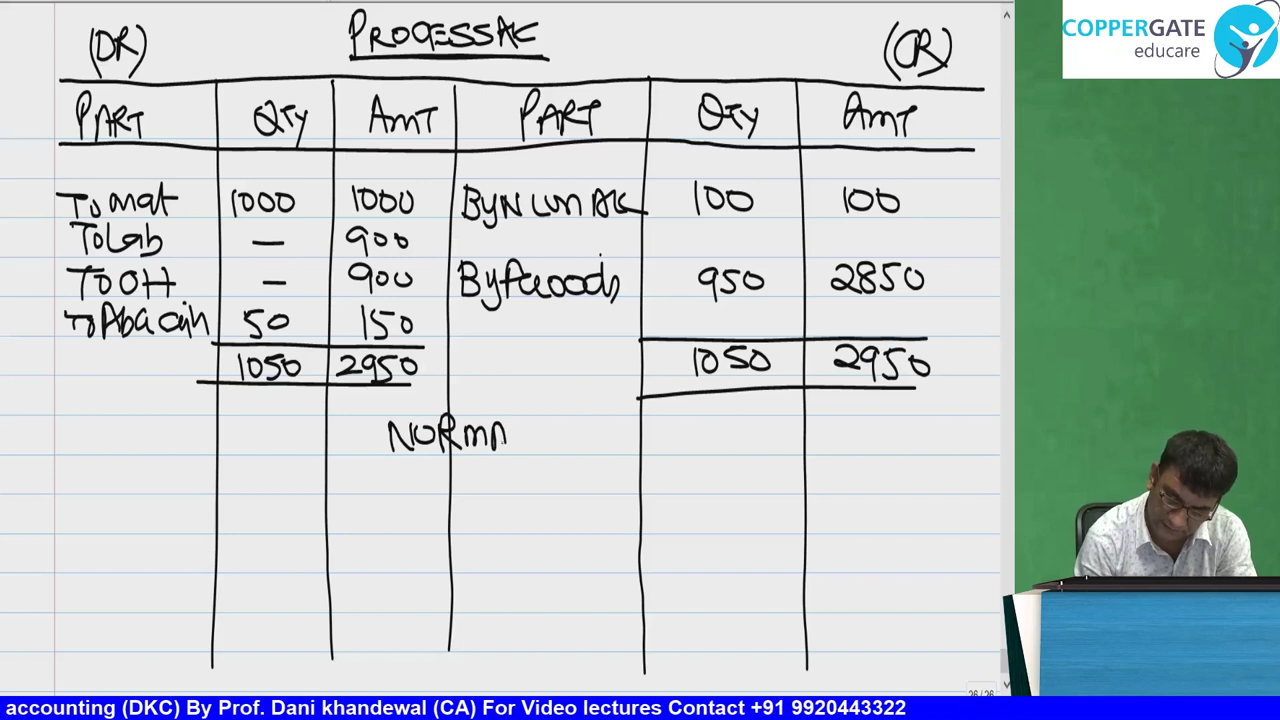 (DR) PROCESS A/C (CR)
PART QTY AMT PART QTY AMT
To mat 1000 1000 By N Loss A/C 100 100
To Lab — 900
To OH — 900 By F Goods 950 2850
To Ab Gain 50 150
1050 2950 1050 2950
NORMA
COPPERGATE
educare
26/26
accounting (DKC) By Prof. Dani khandewal (CA) For Video lectures Contact +91 9920443322